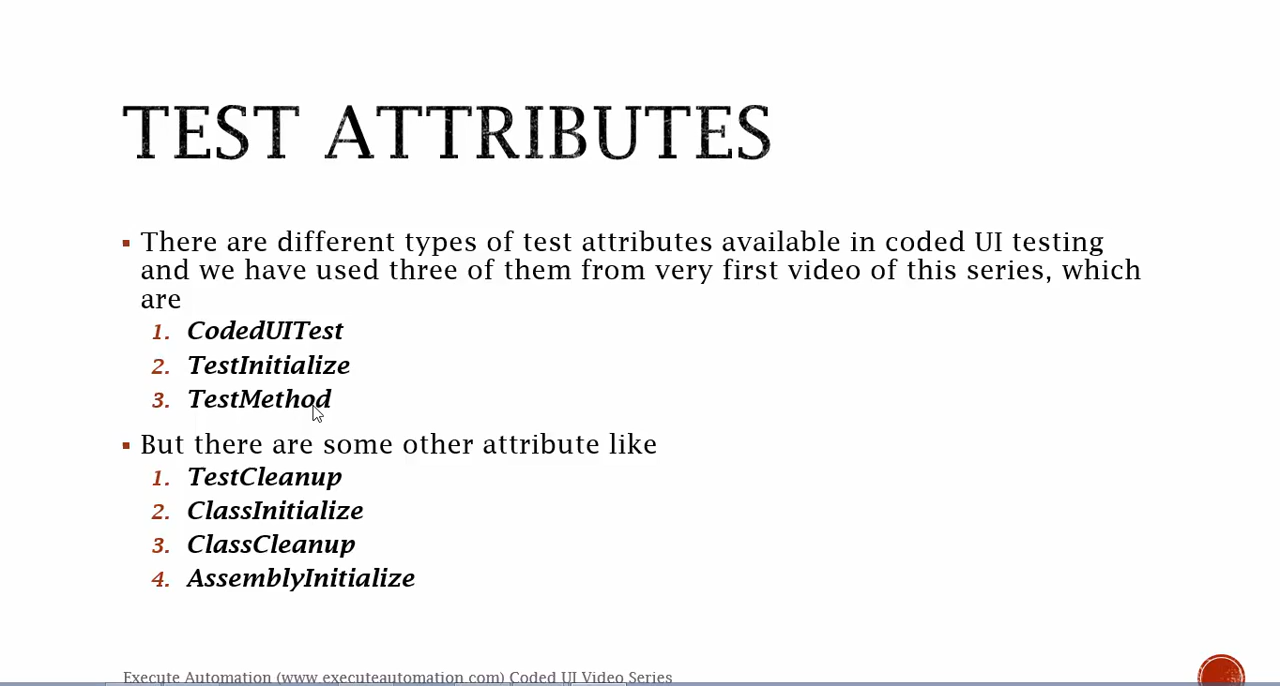 TEST ATTRIBUTES
▪ There are different types of test attributes available in coded UI testing
and we have used three of them from very first video of this series, which
are
1. CodedUITest
2. TestInitialize
3. TestMethod
▪ But there are some other attribute like
1. TestCleanup
2. ClassInitialize
3. ClassCleanup
4. AssemblyInitialize
Execute Automation (www.executeautomation.com) Coded UI Video Series